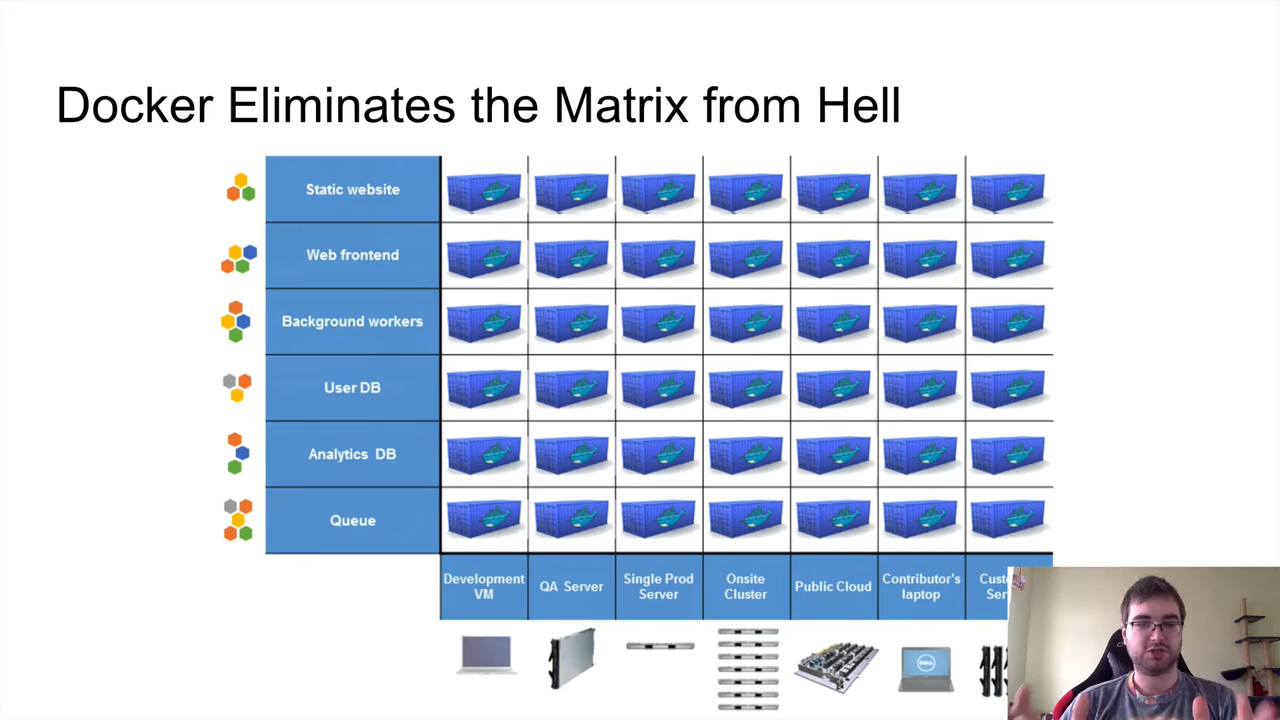 Docker Eliminates the Matrix from Hell
Static website
Web frontend
Background workers
User DB
Analytics DB
Queue
Development
VM
QA Server
Single Prod
Server
Onsite
Cluster
Public Cloud
Contributor's
laptop
DELL